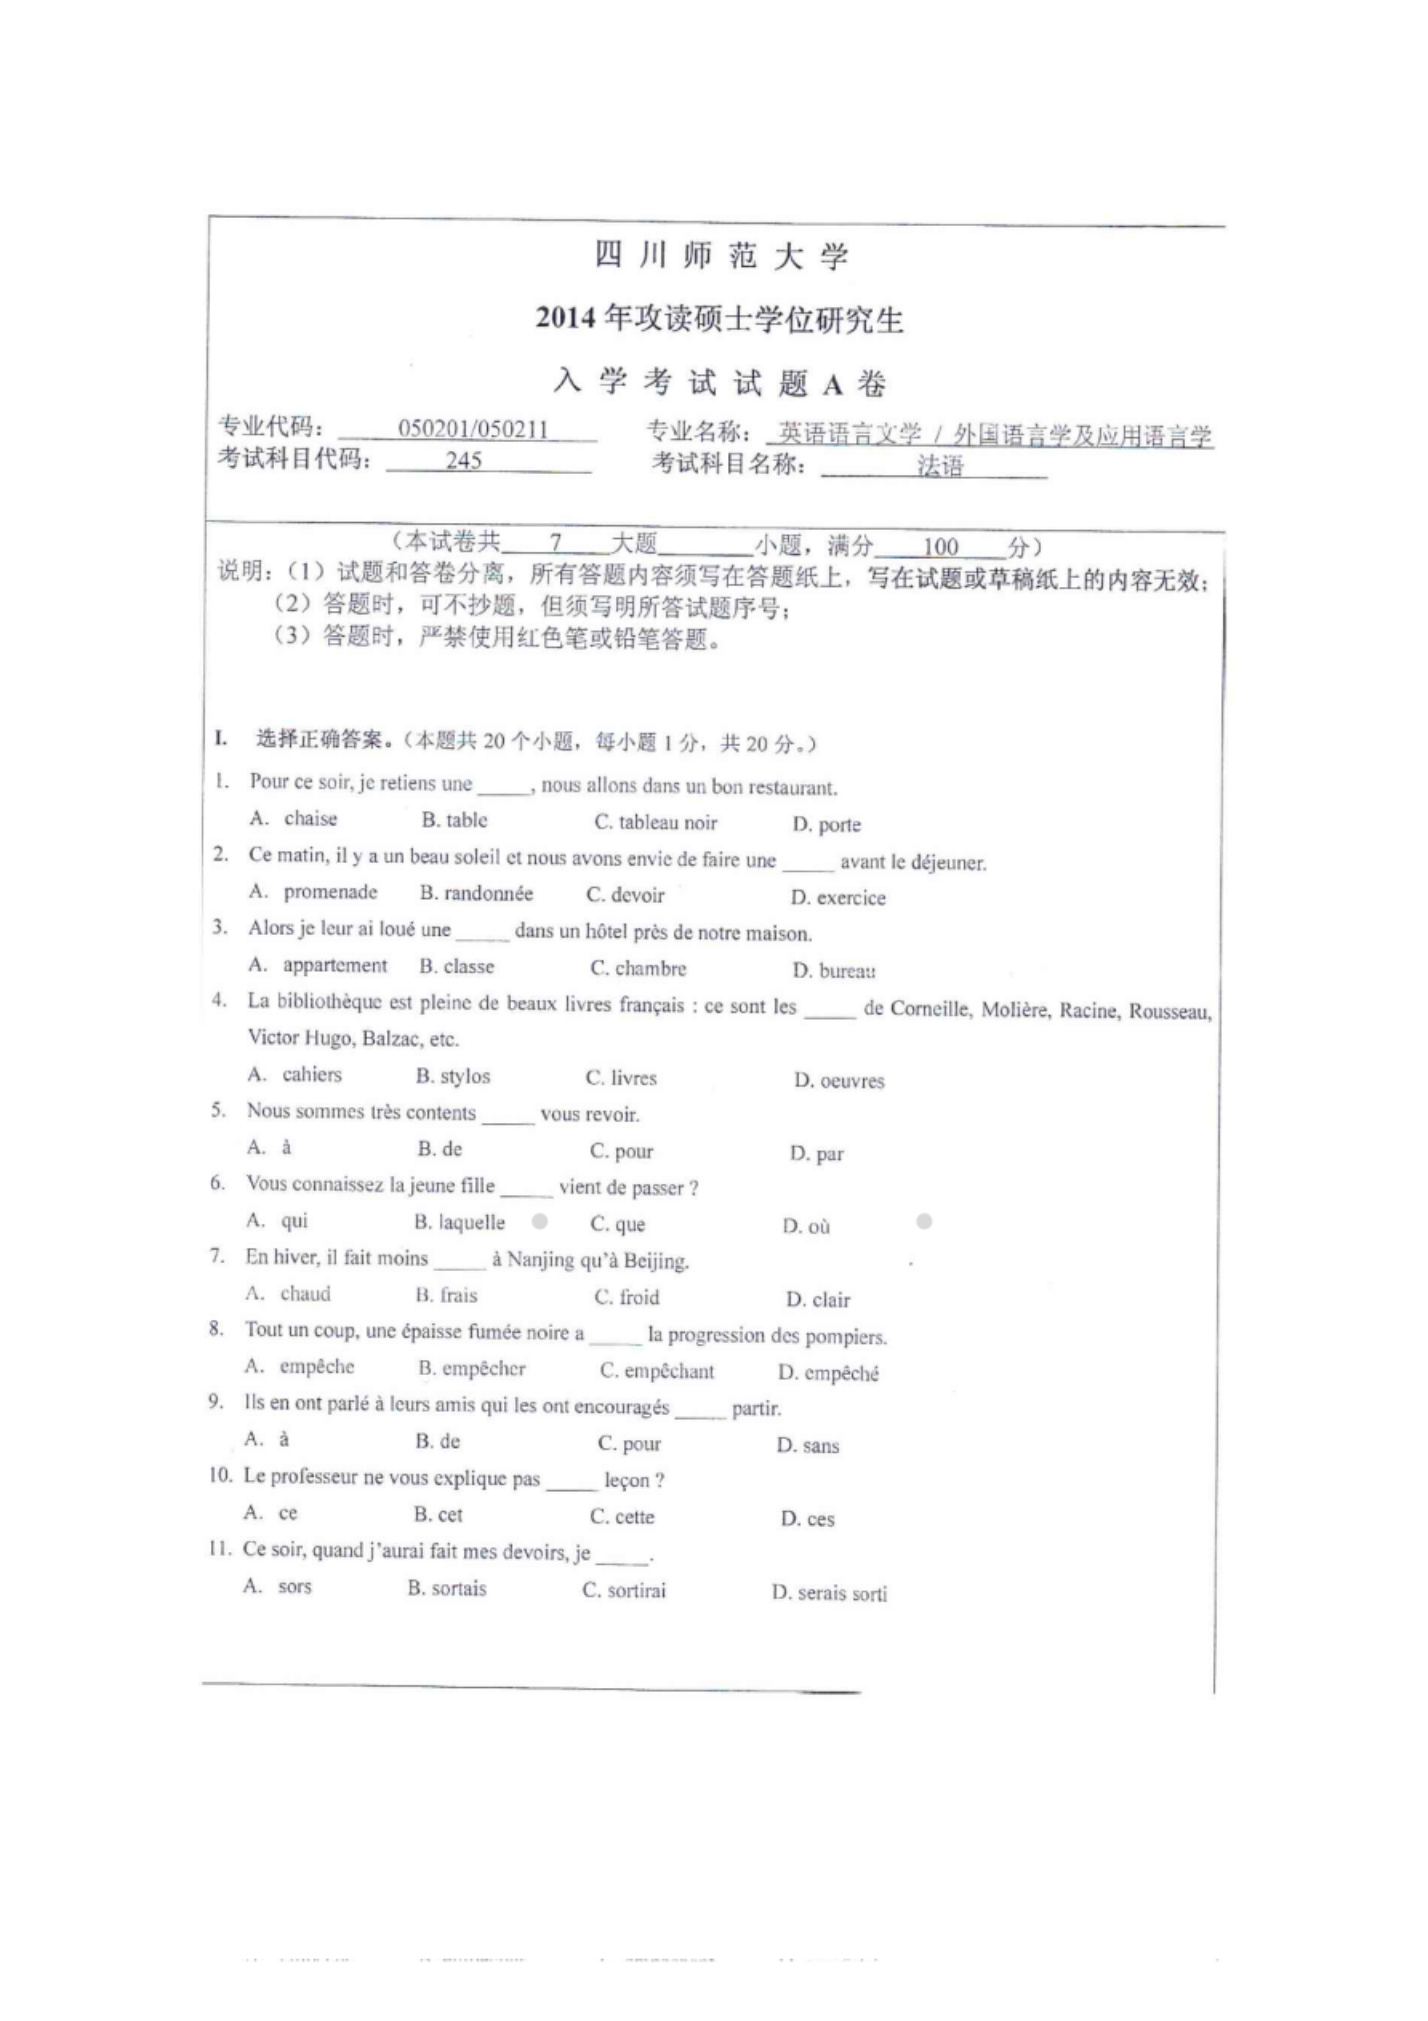 四川师范大学
2014年攻读硕士学位研究生
入学考试试题A卷
专业代码： 050201/050211 专业名称： 英语语言文学 / 外国语言学及应用语言学
考试科目代码： 245 考试科目名称： 法语
（本试卷共 7 大题 小题，满分 100 分）
说明：（1）试题和答卷分离，所有答题内容须写在答题纸上，写在试题或草稿纸上的内容无效；
（2）答题时，可不抄题，但须写明所答试题序号；
（3）答题时，严禁使用红色笔或铅笔答题。
I. 选择正确答案。（本题共 20 个小题，每小题 1 分，共 20 分。）
1. Pour ce soir, je retiens une _____, nous allons dans un bon restaurant.
A. chaise B. table C. tableau noir D. porte
2. Ce matin, il y a un beau soleil et nous avons envie de faire une _____ avant le déjeuner.
A. promenade B. randonnée C. devoir D. exercice
3. Alors je leur ai loué une _____ dans un hôtel près de notre maison.
A. appartement B. classe C. chambre D. bureau
4. La bibliothèque est pleine de beaux livres français : ce sont les _____ de Corneille, Molière, Racine, Rousseau,
Victor Hugo, Balzac, etc.
A. cahiers B. stylos C. livres D. oeuvres
5. Nous sommes très contents _____ vous revoir.
A. à B. de C. pour D. par
6. Vous connaissez la jeune fille _____ vient de passer ?
A. qui B. laquelle C. que D. où
7. En hiver, il fait moins _____ à Nanjing qu'à Beijing.
A. chaud B. frais C. froid D. clair
8. Tout un coup, une épaisse fumée noire a _____ la progression des pompiers.
A. empêche B. empêcher C. empêchant D. empêché
9. Ils en ont parlé à leurs amis qui les ont encouragés _____ partir.
A. à B. de C. pour D. sans
10. Le professeur ne vous explique pas _____ leçon ?
A. ce B. cet C. cette D. ces
11. Ce soir, quand j'aurai fait mes devoirs, je _____.
A. sors B. sortais C. sortirai D. serais sorti